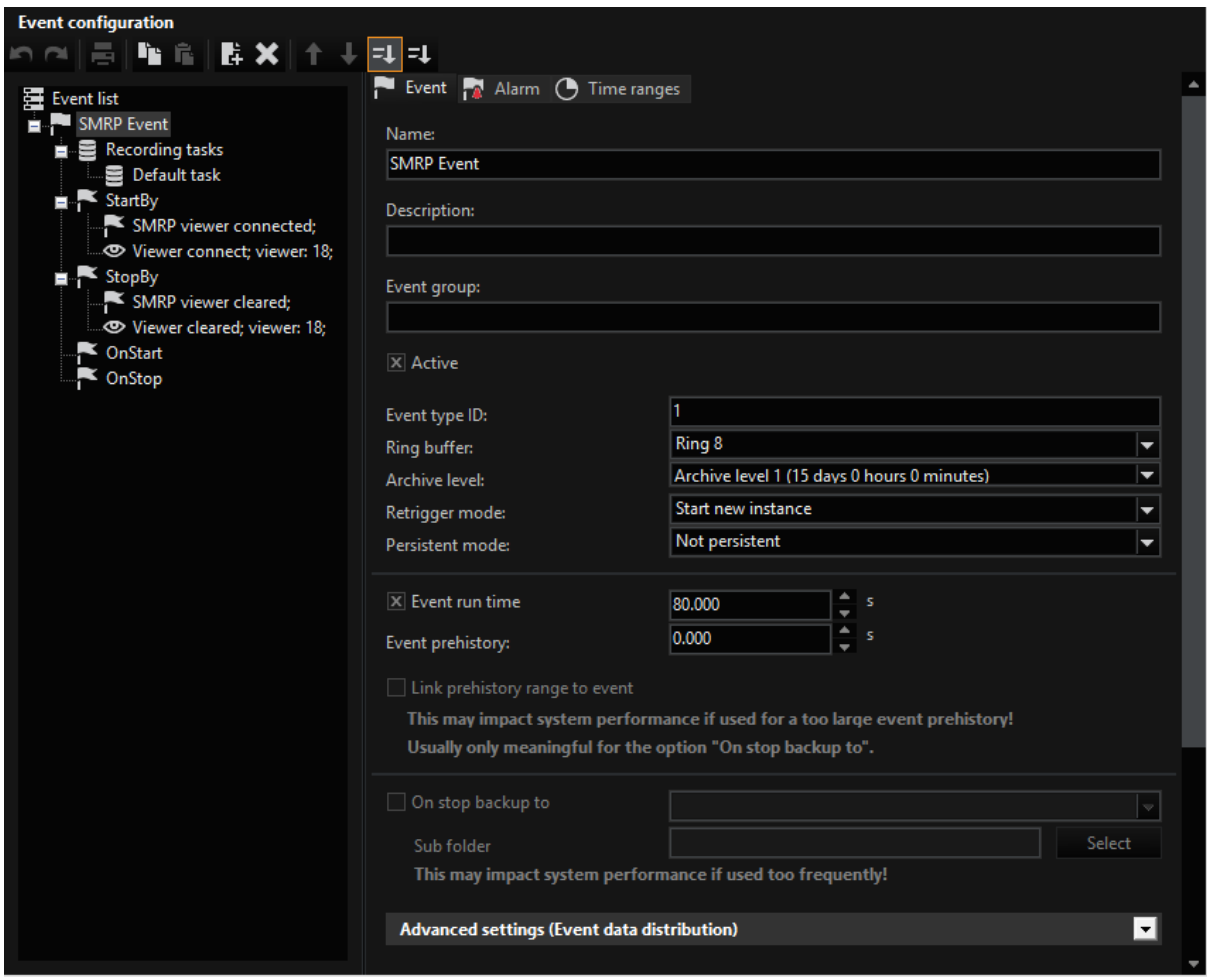 Event configuration
Event list
SMRP Event
Recording tasks
Default task
StartBy
SMRP viewer connected;
Viewer connect; viewer: 18;
StopBy
SMRP viewer cleared;
Viewer cleared; viewer: 18;
OnStart
OnStop
Event Alarm Time ranges
Name:
SMRP Event
Description:
Event group:
Active
Event type ID: 1
Ring buffer: Ring 8
Archive level: Archive level 1 (15 days 0 hours 0 minutes)
Retrigger mode: Start new instance
Persistent mode: Not persistent
Event run time 80.000 s
Event prehistory: 0.000 s
Link prehistory range to event
This may impact system performance if used for a too large event prehistory!
Usually only meaningful for the option "On stop backup to".
On stop backup to
Sub folder Select
This may impact system performance if used too frequently!
Advanced settings (Event data distribution)